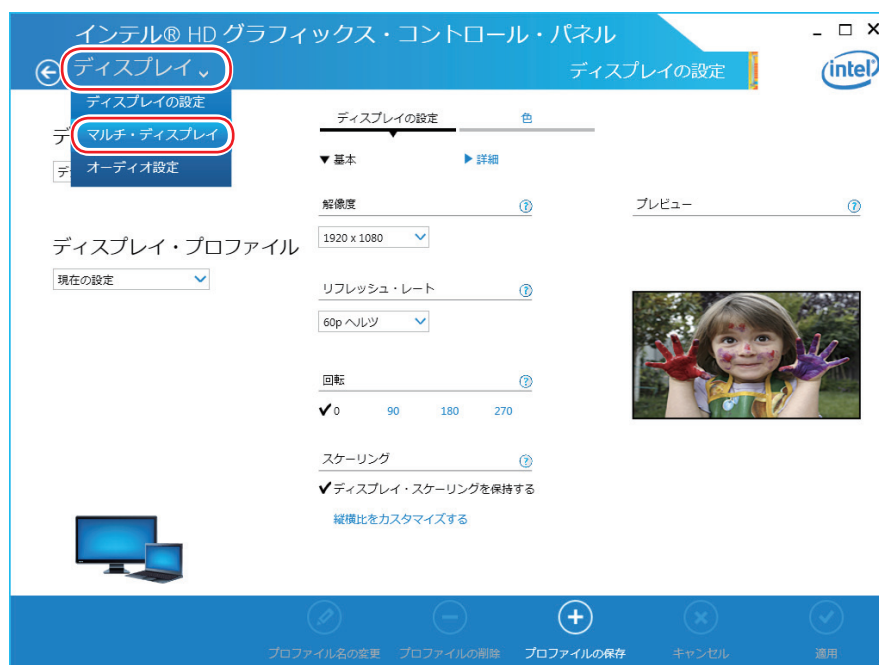 インテル® HD グラフィックス・コントロール・パネル
ディスプレイ
ディスプレイの設定
intel
ディスプレイの設定
マルチ・ディスプレイ
オーディオ設定
デ
デ
ディスプレイ・プロファイル
現在の設定
ディスプレイの設定
色
基本
詳細
解像度
1920 x 1080
リフレッシュ・レート
60p ヘルツ
回転
0 90 180 270
スケーリング
ディスプレイ・スケーリングを保持する
縦横比をカスタマイズする
プレビュー
プロファイル名の変更 プロファイルの削除 プロファイルの保存 キャンセル 適用